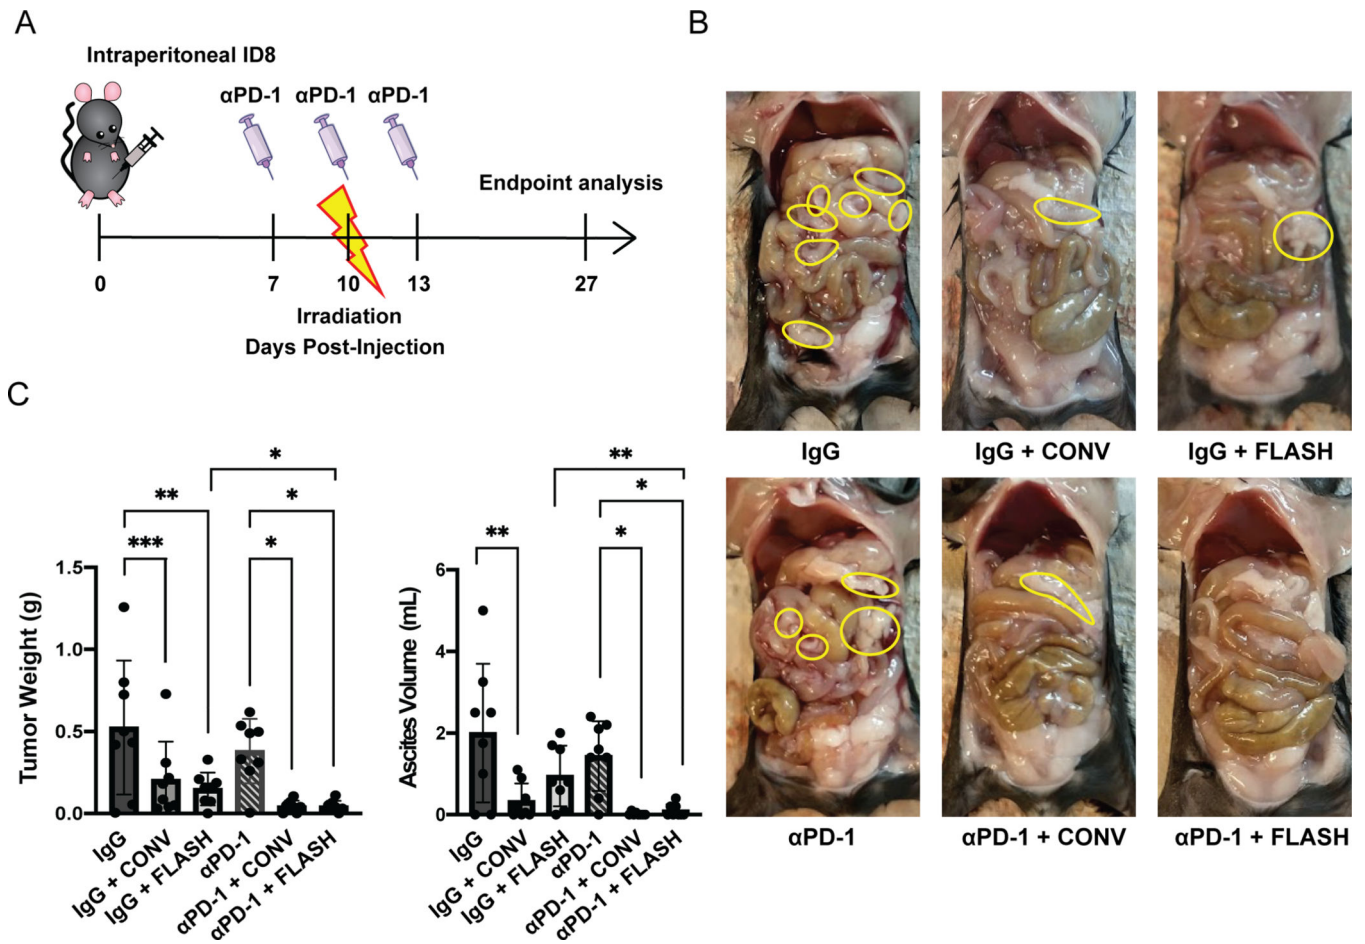 A
Intraperitoneal ID8
αPD-1 αPD-1 αPD-1
Endpoint analysis
0 7 10 13 27
Irradiation
Days Post-Injection
B
IgG
IgG + CONV
IgG + FLASH
αPD-1
αPD-1 + CONV
αPD-1 + FLASH
C
Tumor Weight (g)
1.5
1.0
0.5
0.0
*
**
*
***
*
IgG
IgG + CONV
IgG + FLASH
αPD-1
αPD-1 + CONV
αPD-1 + FLASH
Ascites Volume (mL)
6
4
2
0
**
*
**
*
IgG
IgG + CONV
IgG + FLASH
αPD-1
αPD-1 + CONV
αPD-1 + FLASH